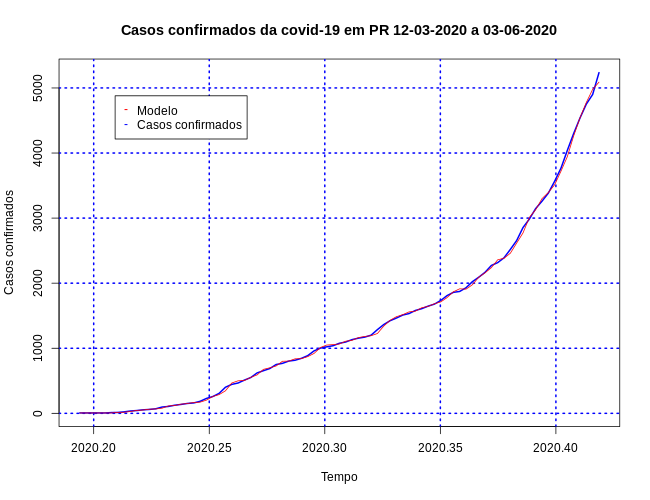 Casos confirmados da covid-19 em PR 12-03-2020 a 03-06-2020
Casos confirmados
5000
4000
3000
2000
1000
0
- Modelo
- Casos confirmados
2020.20 2020.25 2020.30 2020.35 2020.40
Tempo